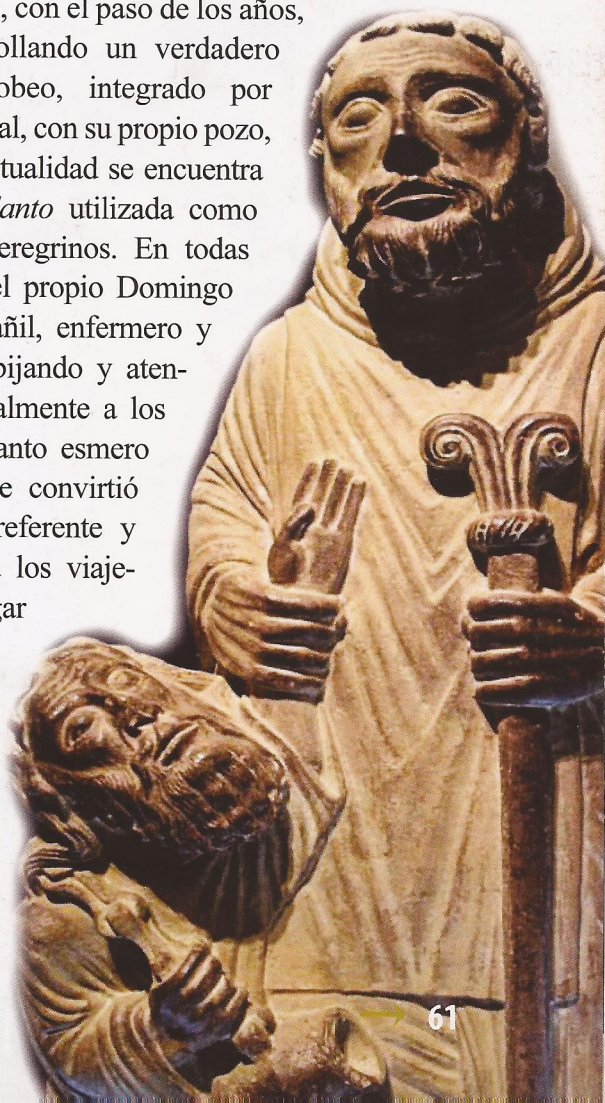 , con el paso de los años,
ollando un verdadero
obeo, integrado por
al, con su propio pozo,
tualidad se encuentra
anto utilizada como
eregrinos. En todas
el propio Domingo
añil, enfermero y
bijando y aten-
almente a los
anto esmero
e convirtió
referente y
los viaje-
gar
61